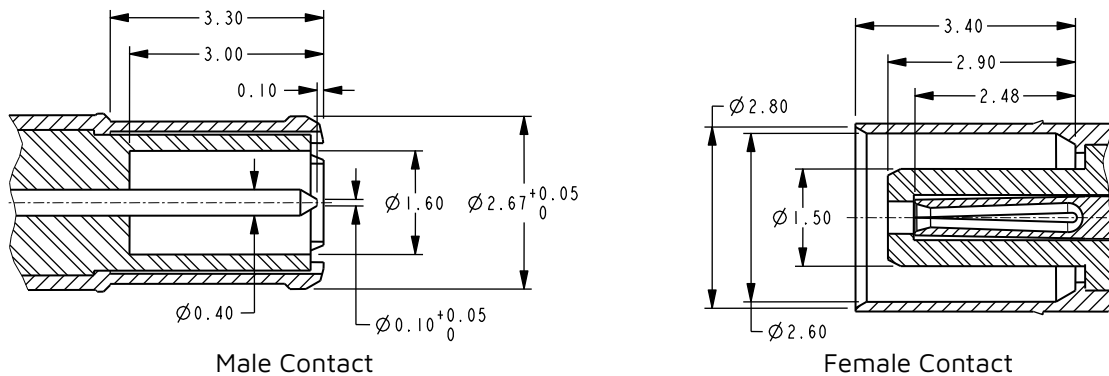 3.30
3.00
0.10
Ø1.60
Ø2.67 +0.05 0
Ø0.40
Ø0.10 +0.05 0
Male Contact
3.40
2.90
2.48
Ø2.80
Ø1.50
Ø2.60
Female Contact